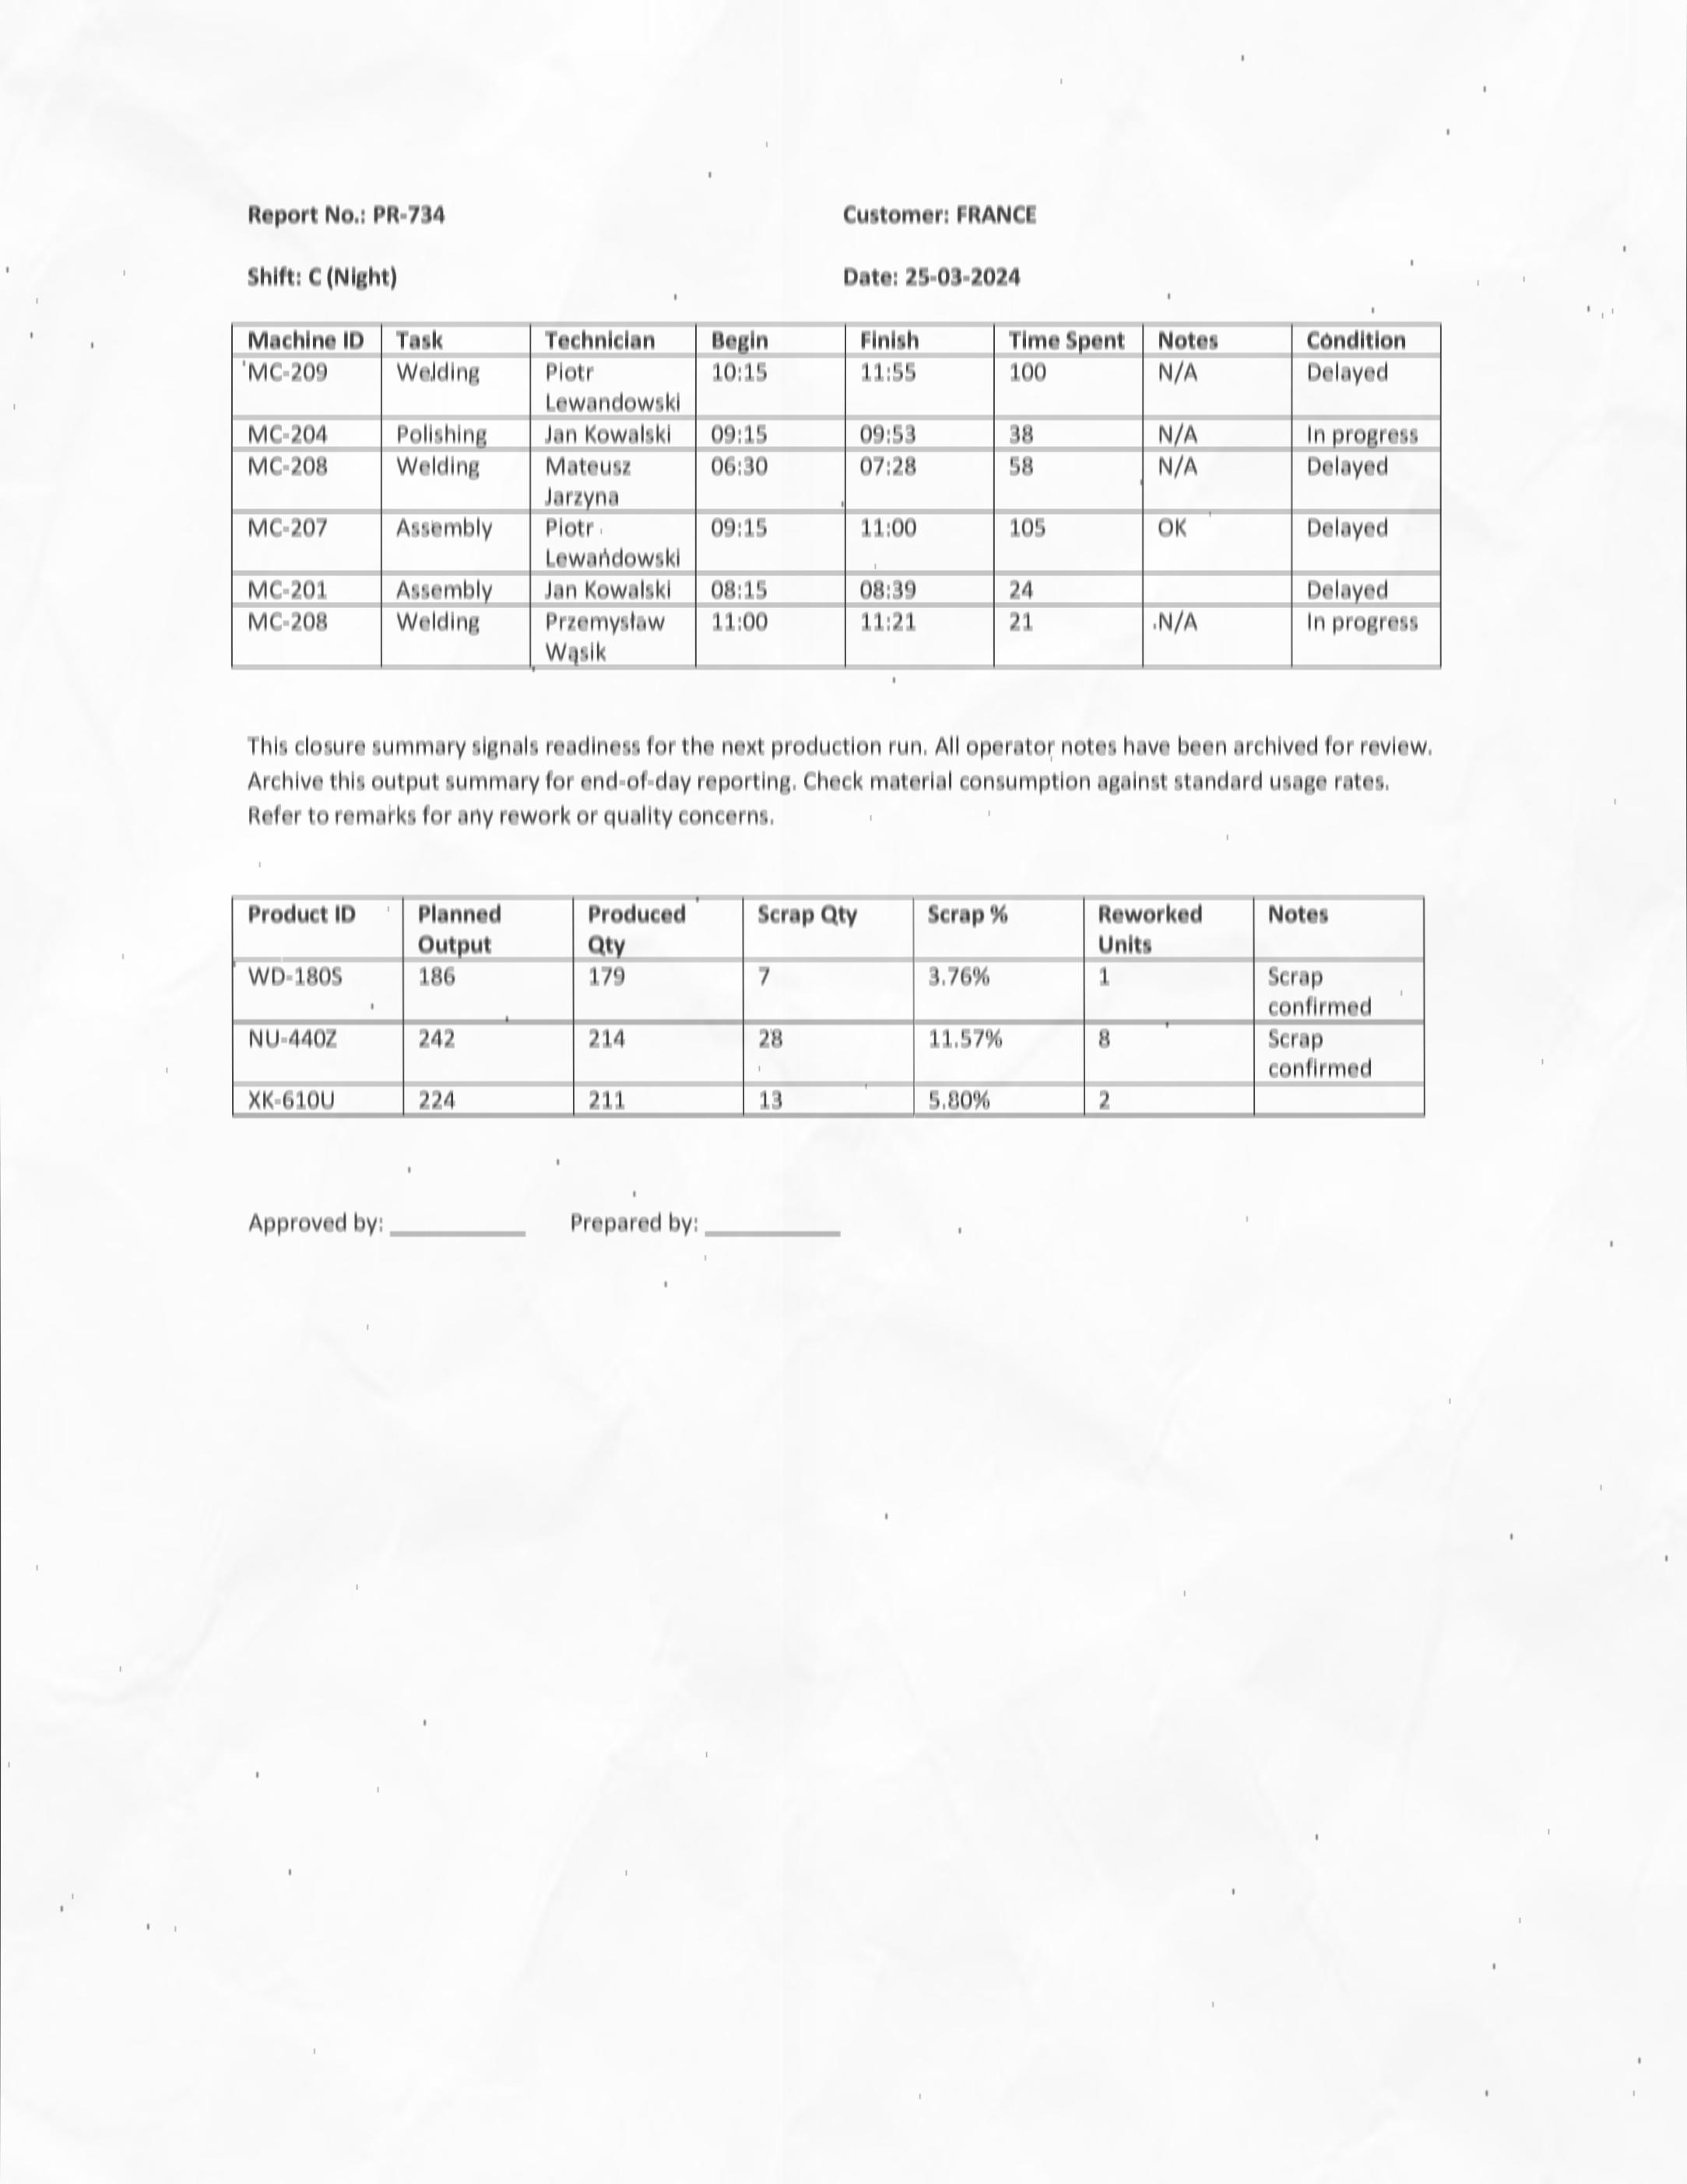 Report No.: PR-734 Customer: FRANCE
Shift: C (Night) Date: 25-03-2024
Machine ID Task Technician Begin Finish Time Spent Notes Condition
MC-209 Welding Piotr Lewandowski 10:15 11:55 100 N/A Delayed
MC-204 Polishing Jan Kowalski 09:15 09:53 38 N/A In progress
MC-208 Welding Mateusz Jarzyna 06:30 07:28 58 N/A Delayed
MC-207 Assembly Piotr Lewandowski 09:15 11:00 105 OK Delayed
MC-201 Assembly Jan Kowalski 08:15 08:39 24 Delayed
MC-208 Welding Przemysław Wąsik 11:00 11:21 21 N/A In progress
This closure summary signals readiness for the next production run. All operator notes have been archived for review.
Archive this output summary for end-of-day reporting. Check material consumption against standard usage rates.
Refer to remarks for any rework or quality concerns.
Product ID Planned Output Produced Qty Scrap Qty Scrap % Reworked Units Notes
WD-180S 186 179 7 3.76% 1 Scrap confirmed
NU-440Z 242 214 28 11.57% 8 Scrap confirmed
XK-610U 224 211 13 5.80% 2
Approved by: ____________ Prepared by: ____________